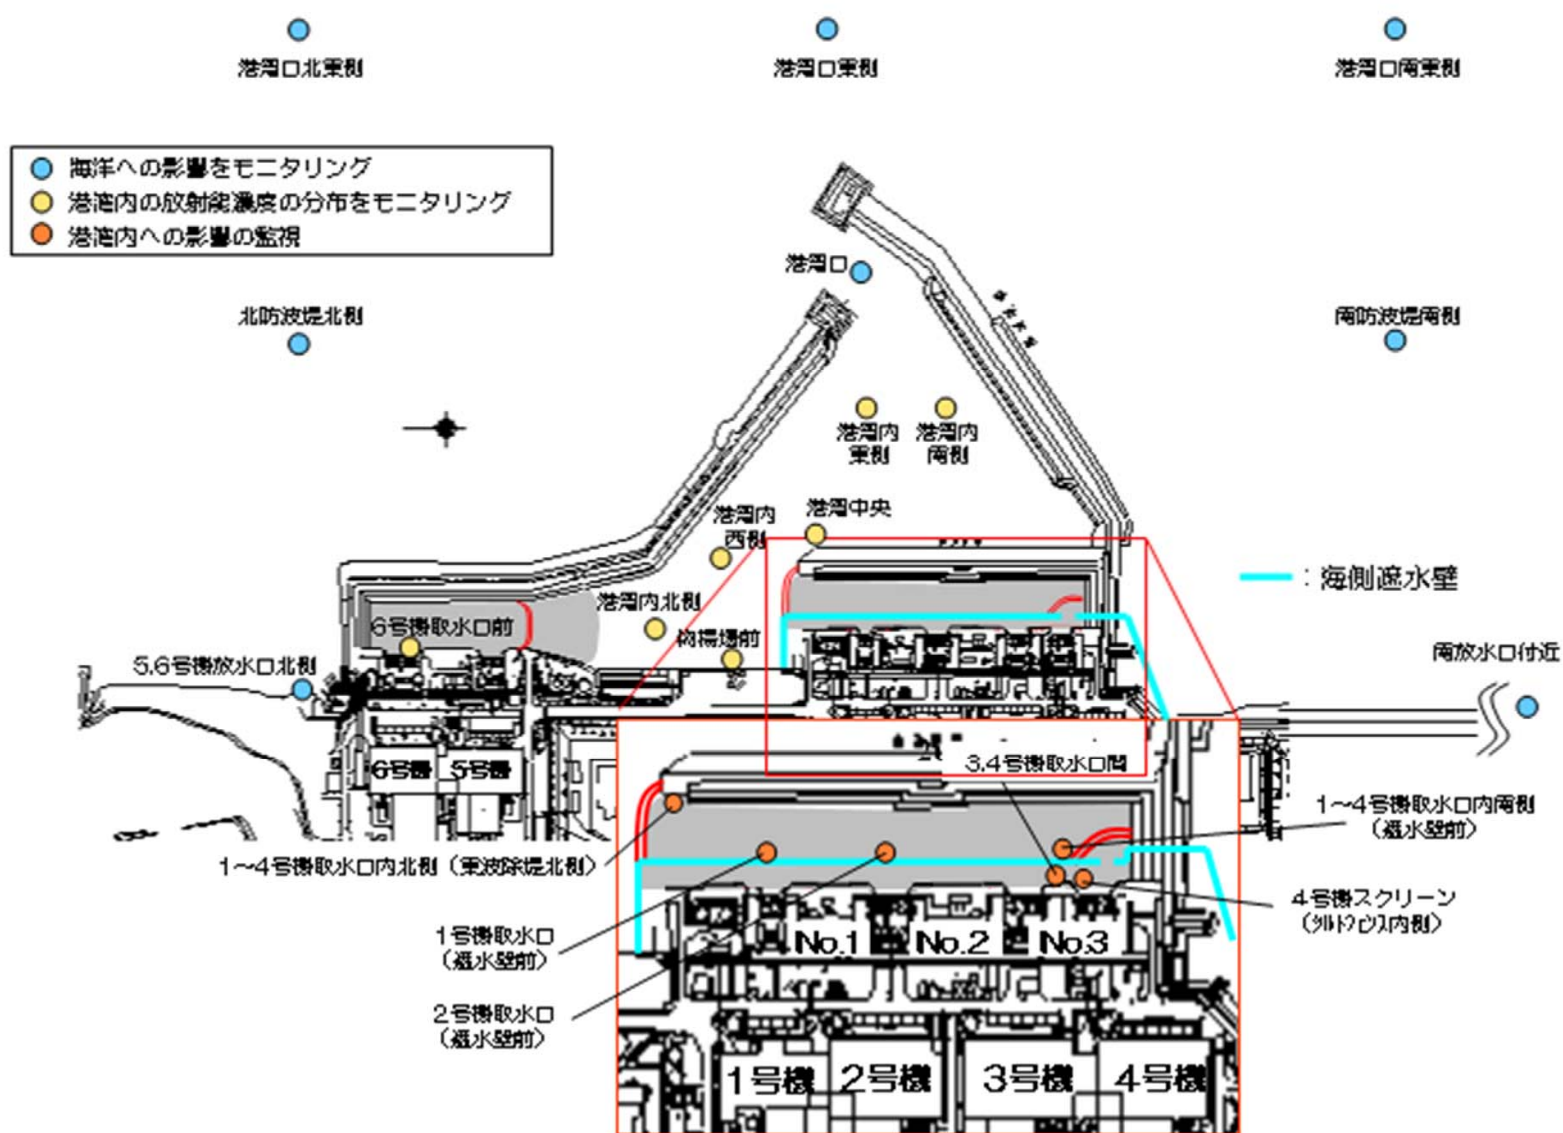 港湾口北東側
港湾口東側
港湾口南東側
海洋への影響をモニタリング
港湾内の放射能濃度の分布をモニタリング
港湾内への影響の監視
港湾口
北防波堤北側
南防波堤南側
港湾内
東側
港湾内
南側
港湾内
西側
港湾中央
：海側遮水壁
港湾内北側
6号機取水口前
物揚場前
5,6号機放水口北側
南放水口付近
6号機
5号機
3,4号機取水口間
1～4号機取水口内南側
（遮水壁前）
1～4号機取水口内北側（東波除堤北側）
4号機スクリーン
（シルトフェンス内側）
1号機取水口
（遮水壁前）
No.1
No.2
No.3
2号機取水口
（遮水壁前）
1号機
2号機
3号機
4号機